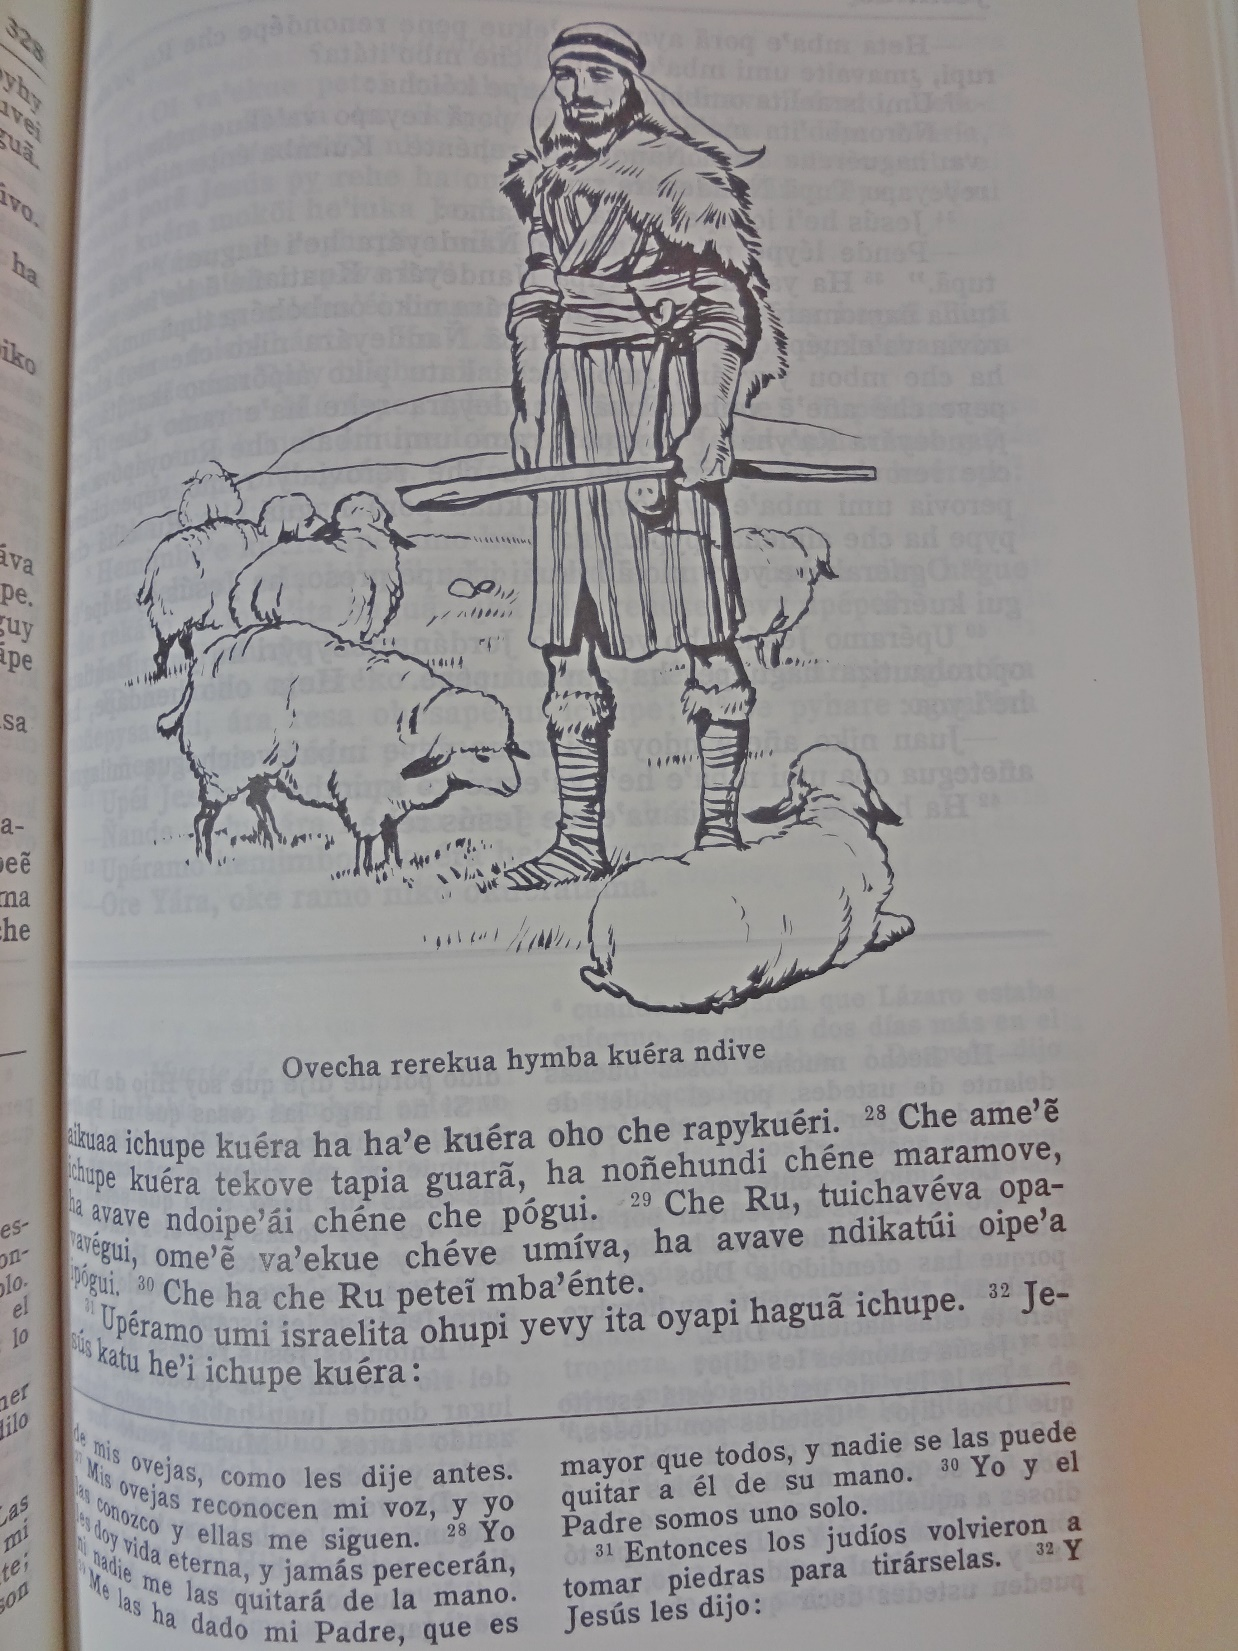 328
Ovecha rerekua hymba kuéra ndive
aikuaa ichupe kuéra ha ha'e kuéra oho che rapykuéri. 28 Che ame'ẽ
ichupe kuéra tekove tapia guarã, ha noñehundi chéne maramove,
ha avave ndoipe'ái chéne che pógui. 29 Che Ru, tuichavéva opa-
vavégui, ome'ẽ va'ekue chéve umíva, ha avave ndikatúi oipe'a
ipógui. 30 Che ha che Ru peteĩ mba'énte.
31 Upéramo umi israelita ohupi yevy ita oyapi haguã ichupe. 32 Je-
sús katu he'i ichupe kuéra:
de mis ovejas, como les dije antes.
27 Mis ovejas reconocen mi voz, y yo
las conozco y ellas me siguen. 28 Yo
les doy vida eterna, y jamás perecerán,
ni nadie me las quitará de la mano.
29 Me las ha dado mi Padre, que es
mayor que todos, y nadie se las puede
quitar a él de su mano. 30 Yo y el
Padre somos uno solo.
31 Entonces los judíos volvieron a
tomar piedras para tirárselas. 32 Y
Jesús les dijo: